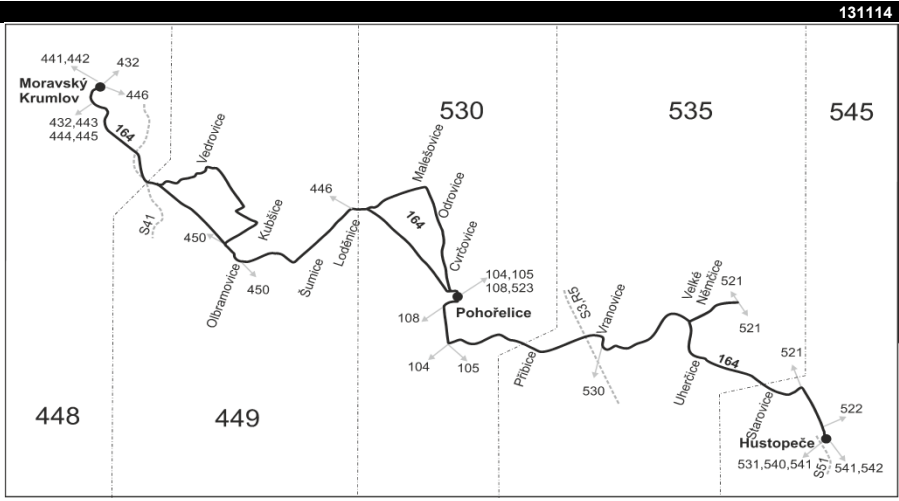 131114
441,442
432
Moravský
Krumlov
446
432,443
444,445
164
S41
Vedrovice
Kubšice
450
450
Olbramovice
Šumice
446
Loděnice
530
Malešovice
Odrovice
164
Cvrčovice
104,105
108,523
108
Pohořelice
104
105
Přibice
535
S3,R5
Vranovice
530
Velké
Němčice
521
521
Uherčice
164
545
521
Starovice
522
Hustopeče
531,540,541
S51
541,542
448
449